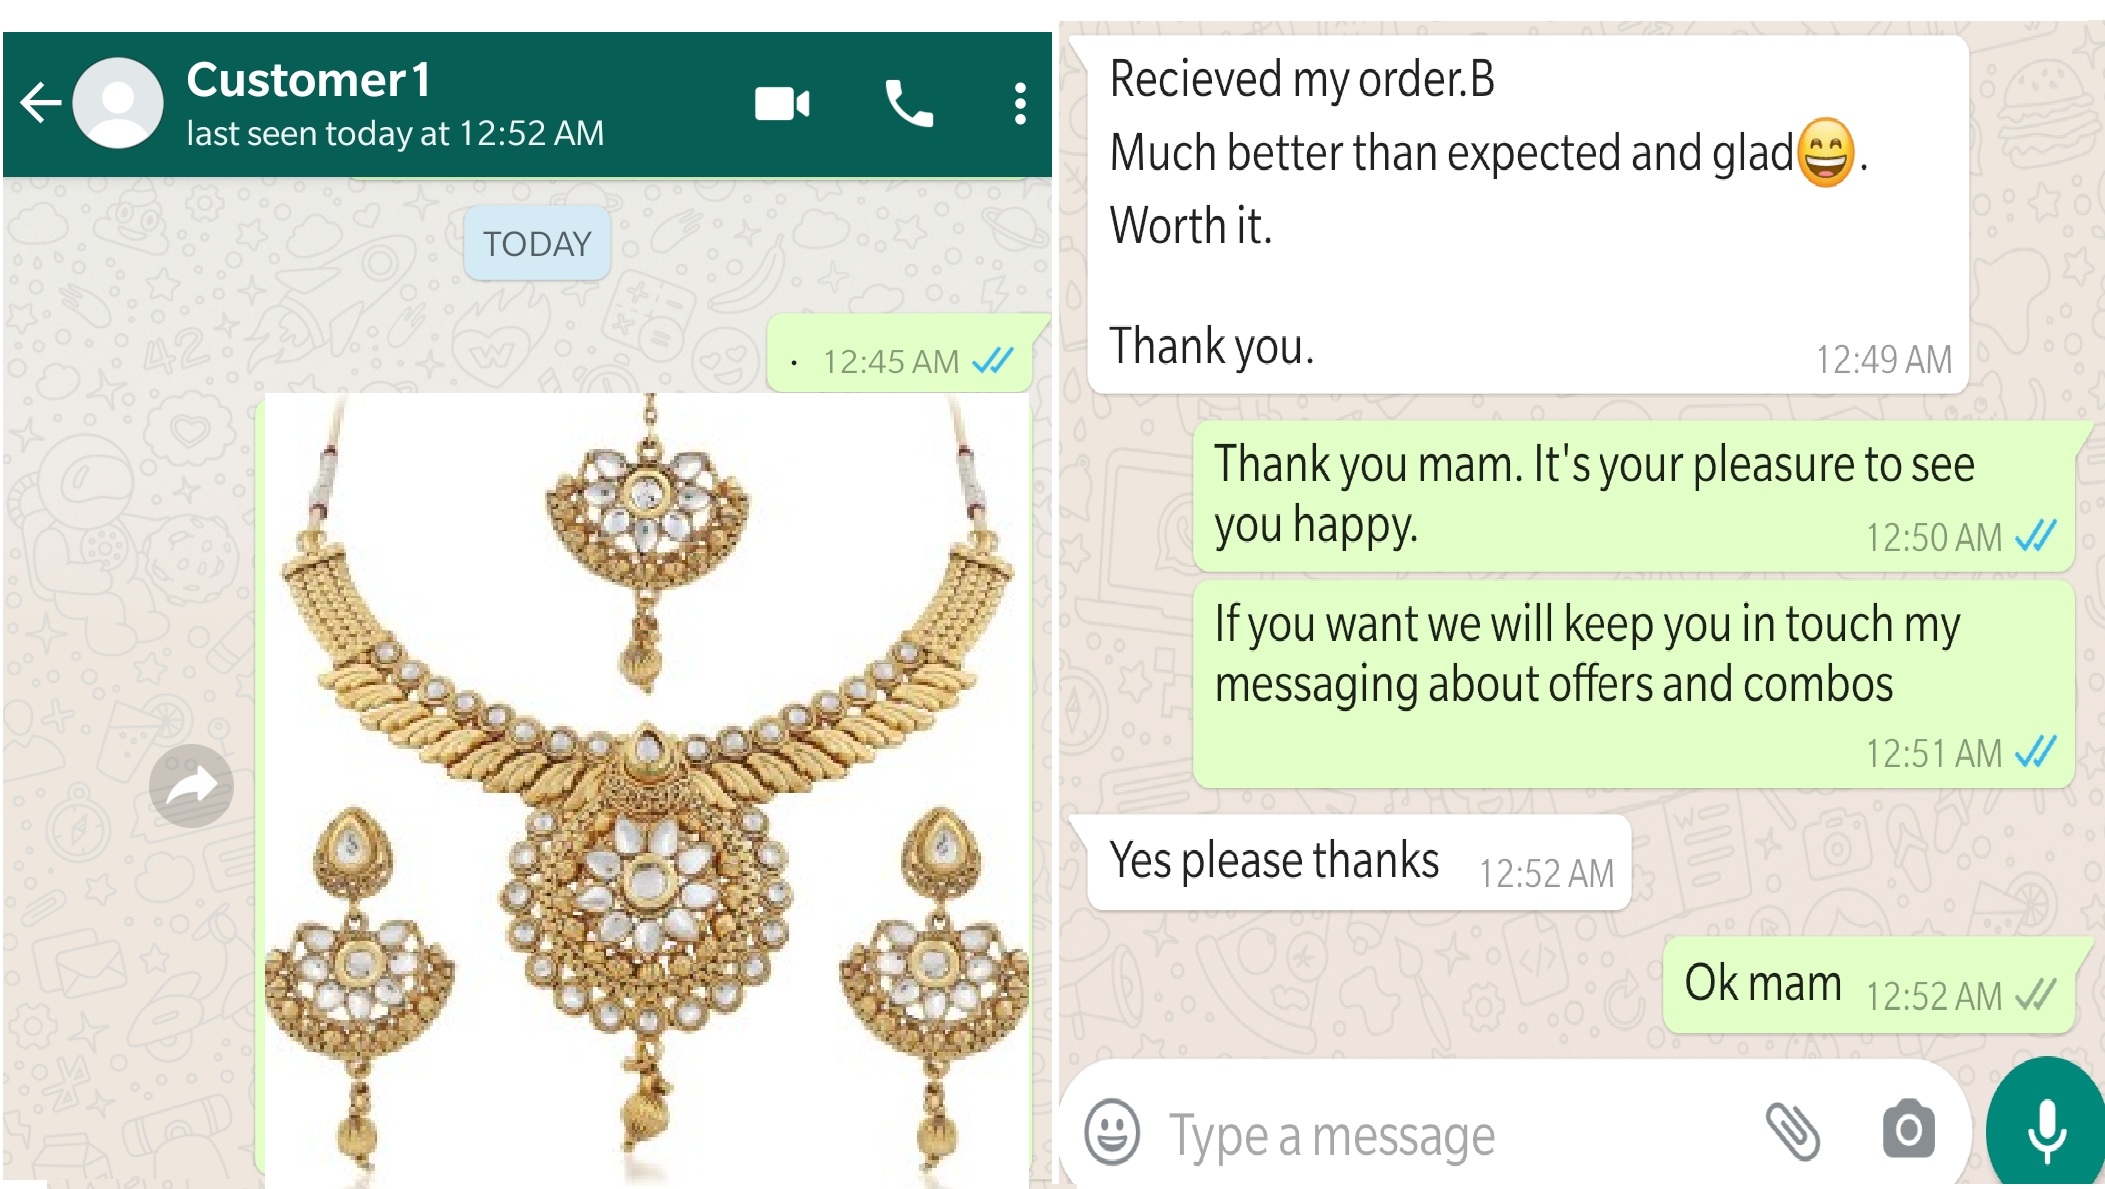 Customer1
last seen today at 12:52 AM
TODAY
. 12:45 AM
Recieved my order.B
Much better than expected and glad😄.
Worth it.
Thank you.
12:49 AM
Thank you mam. It's your pleasure to see
you happy.
12:50 AM
If you want we will keep you in touch my
messaging about offers and combos
12:51 AM
Yes please thanks 12:52 AM
Ok mam 12:52 AM
Type a message